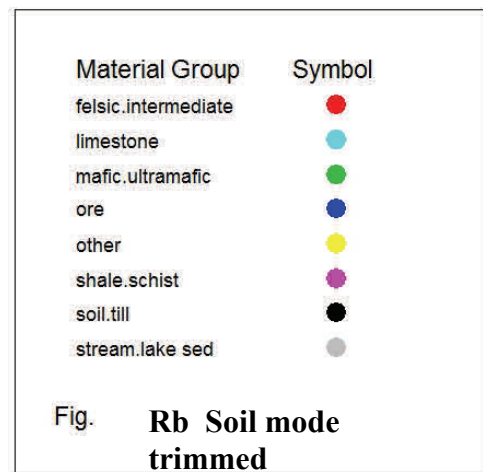 Material Group Symbol
felsic.intermediate
limestone
mafic.ultramafic
ore
other
shale.schist
soil.till
stream.lake sed
Fig. Rb Soil mode
trimmed